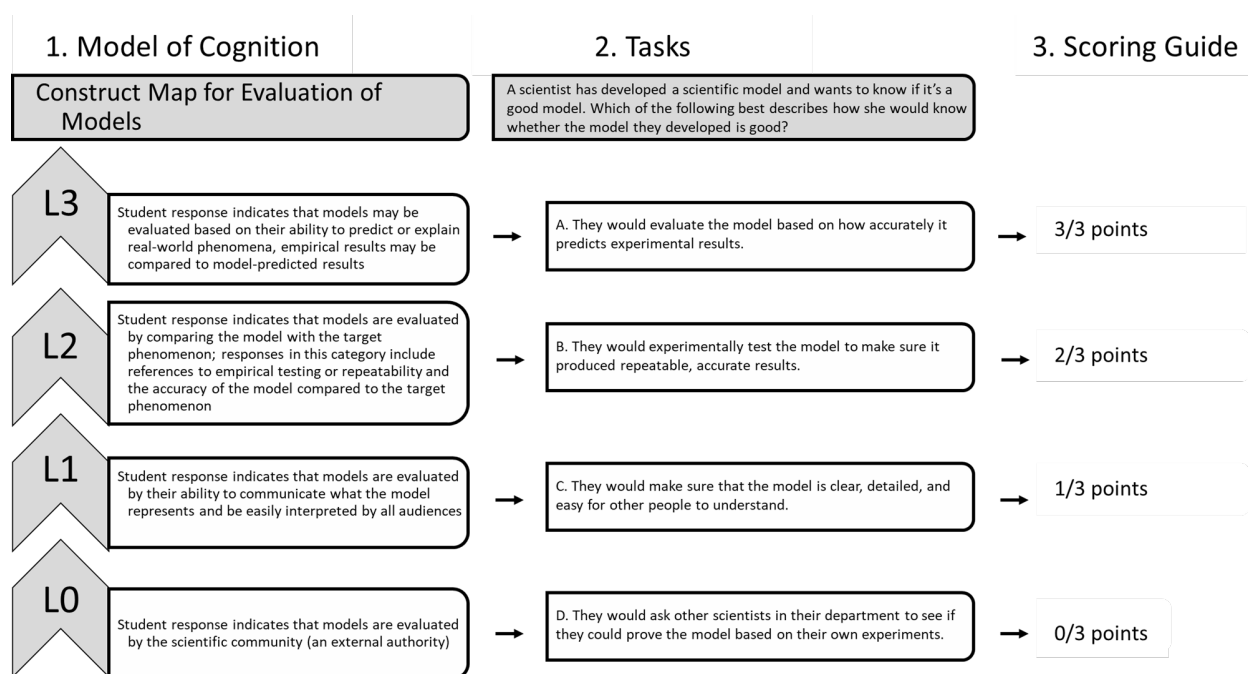 1. Model of Cognition
2. Tasks
3. Scoring Guide
Construct Map for Evaluation of
Models
A scientist has developed a scientific model and wants to know if it's a
good model. Which of the following best describes how she would know
whether the model they developed is good?
L3
Student response indicates that models may be
evaluated based on their ability to predict or explain
real-world phenomena, empirical results may be
compared to model-predicted results
A. They would evaluate the model based on how accurately it
predicts experimental results.
3/3 points
L2
Student response indicates that models are evaluated
by comparing the model with the target
phenomenon; responses in this category include
references to empirical testing or repeatability and
the accuracy of the model compared to the target
phenomenon
B. They would experimentally test the model to make sure it
produced repeatable, accurate results.
2/3 points
L1
Student response indicates that models are evaluated
by their ability to communicate what the model
represents and be easily interpreted by all audiences
C. They would make sure that the model is clear, detailed, and
easy for other people to understand.
1/3 points
L0
Student response indicates that models are evaluated
by the scientific community (an external authority)
D. They would ask other scientists in their department to see if
they could prove the model based on their own experiments.
0/3 points